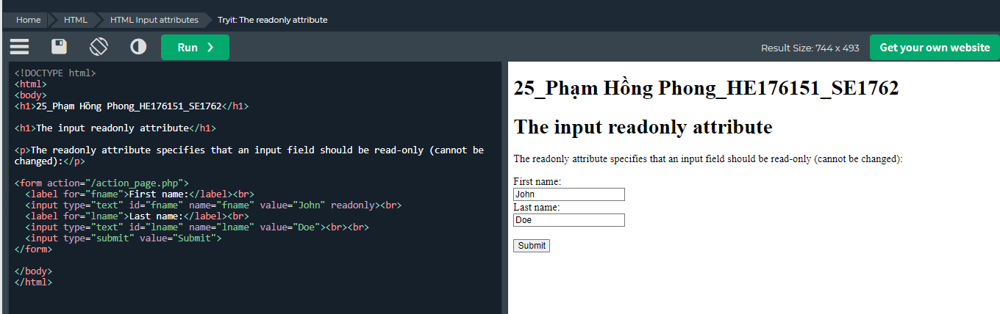 Home HTML HTML Input attributes Tryit: The readonly attribute
Run ❯ Result Size: 744 x 493 Get your own website
<!DOCTYPE html>
<html>
<body>
<h1>25_Phạm Hồng Phong_HE176151_SE1762</h1>
<h1>The input readonly attribute</h1>
<p>The readonly attribute specifies that an input field should be read-only (cannot be
changed):</p>
<form action="/action_page.php">
  <label for="fname">First name:</label><br>
  <input type="text" id="fname" name="fname" value="John" readonly><br>
  <label for="lname">Last name:</label><br>
  <input type="text" id="lname" name="lname" value="Doe"><br><br>
  <input type="submit" value="Submit">
</form>
</body>
</html>
25_Phạm Hồng Phong_HE176151_SE1762
The input readonly attribute
The readonly attribute specifies that an input field should be read-only (cannot be changed):
First name:
John
Last name:
Doe
Submit